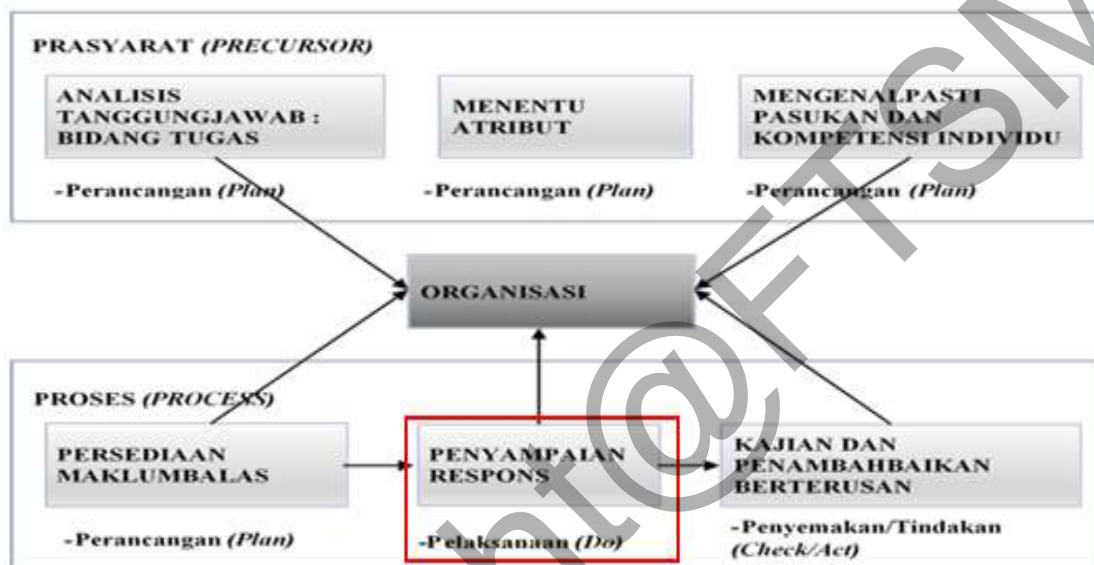 PRASYARAT (PRECURSOR)
ANALISIS
TANGGUNGJAWAB :
BIDANG TUGAS
-Perancangan (Plan)
MENENTU
ATRIBUT
-Perancangan (Plan)
MENGENALPASTI
PASUKAN DAN
KOMPETENSI INDIVIDU
-Perancangan (Plan)
ORGANISASI
PROSES (PROCESS)
PERSEDIAAN
MAKLUMBALAS
-Perancangan (Plan)
PENYAMPAIAN
RESPONS
-Pelaksanaan (Do)
KAJIAN DAN
PENAMBAHBAIKAN
BERTERUSAN
-Penyemakan/Tindakan
(Check/Act)
ht@FTSM